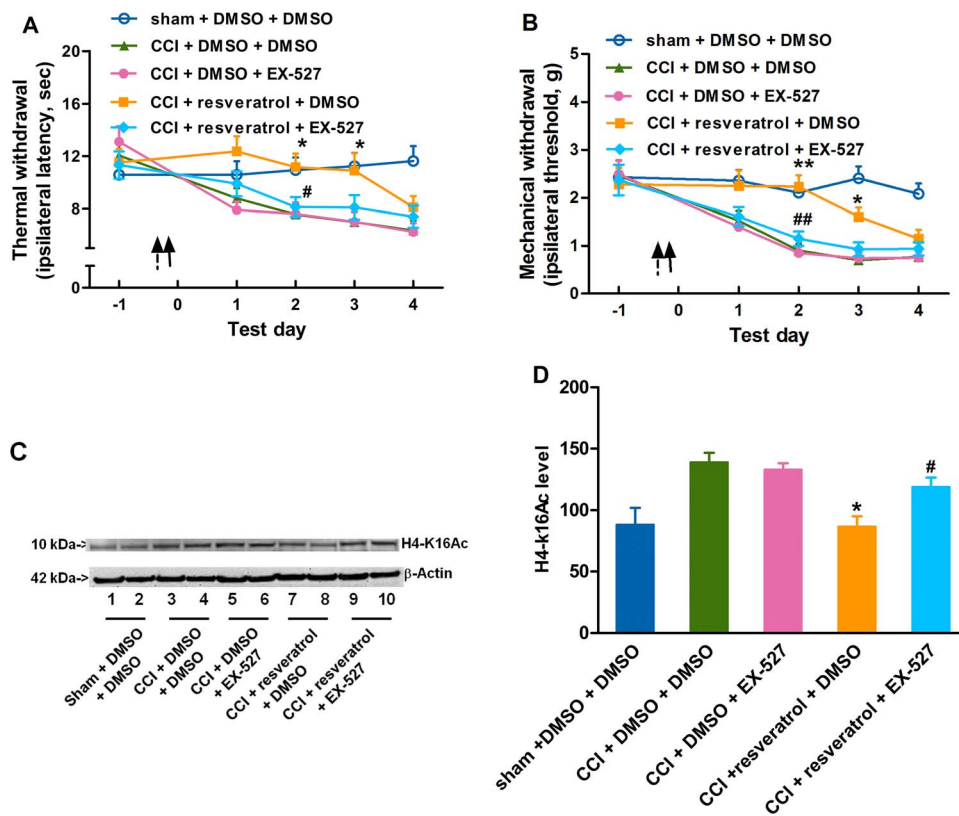 A
sham + DMSO + DMSO
CCI + DMSO + DMSO
CCI + DMSO + EX-527
CCI + resveratrol + DMSO
CCI + resveratrol + EX-527
Thermal withdrawal
(ipsilateral latency, sec)
20
16
12
8
4
0
* *
#
-1 0 1 2 3 4
Test day
B
sham + DMSO + DMSO
CCI + DMSO + DMSO
CCI + DMSO + EX-527
CCI + resveratrol + DMSO
CCI + resveratrol + EX-527
Mechanical withdrawal
(ipsilateral threshold, g)
5
4
3
2
1
0
**
*
##
-1 0 1 2 3 4
Test day
C
10 kDa-> H4-K16Ac
42 kDa-> β-Actin
1 2 3 4 5 6 7 8 9 10
Sham + DMSO
+ DMSO
CCI + DMSO
+ DMSO
CCI + DMSO
+ EX-527
CCI + resveratrol
+ DMSO
CCI + resveratrol
+ EX-527
D
H4-k16Ac level
200
150
100
50
0
*
#
sham +DMSO + DMSO
CCI + DMSO + DMSO
CCI + DMSO + EX-527
CCI +resveratrol + DMSO
CCI + resveratrol + EX-527